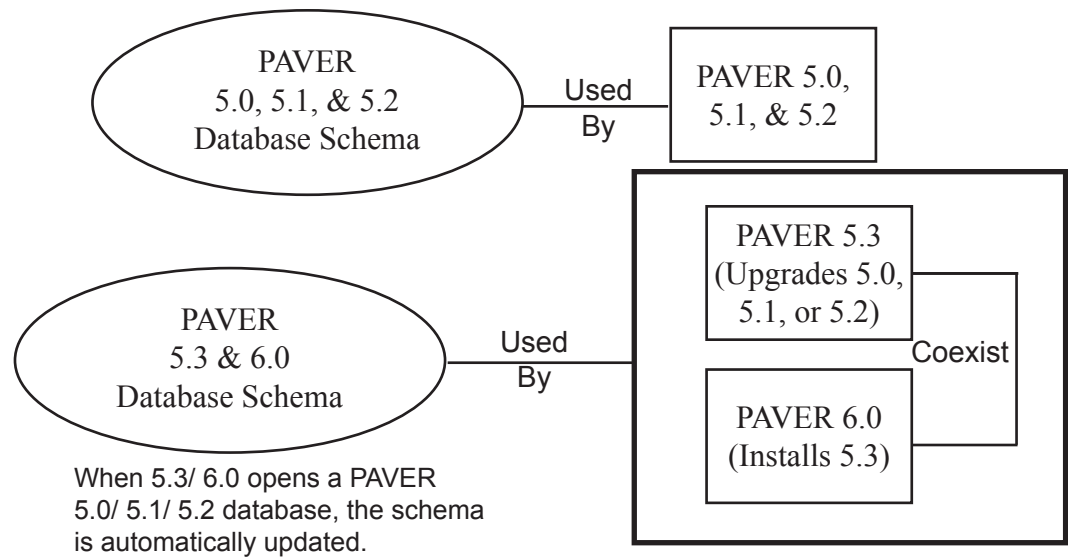 PAVER
5.0, 5.1, & 5.2
Database Schema
Used
By
PAVER 5.0,
5.1, & 5.2
PAVER
5.3 & 6.0
Database Schema
Used
By
PAVER 5.3
(Upgrades 5.0,
5.1, or 5.2)
Coexist
PAVER 6.0
(Installs 5.3)
When 5.3/ 6.0 opens a PAVER
5.0/ 5.1/ 5.2 database, the schema
is automatically updated.